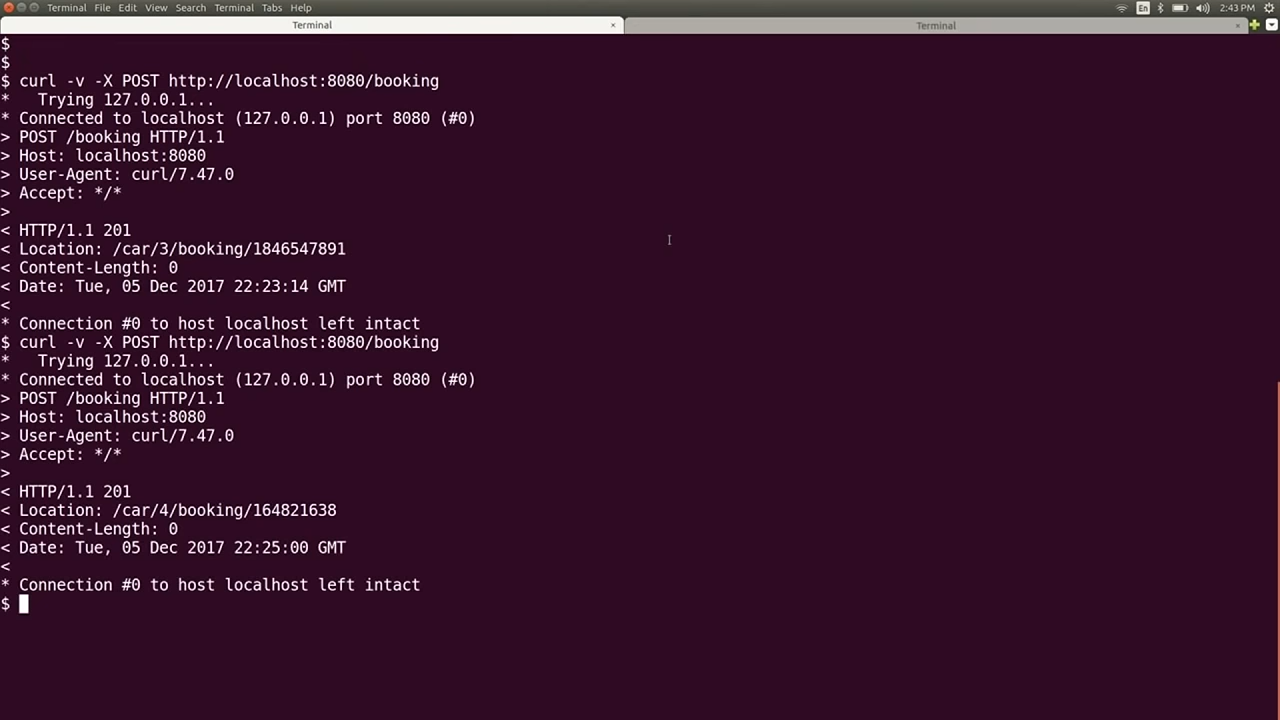 Terminal File Edit View Search Terminal Tabs Help En 2:43 PM
Terminal × Terminal ×
$
$
$ curl -v -X POST http://localhost:8080/booking
*   Trying 127.0.0.1...
* Connected to localhost (127.0.0.1) port 8080 (#0)
> POST /booking HTTP/1.1
> Host: localhost:8080
> User-Agent: curl/7.47.0
> Accept: */*
>
< HTTP/1.1 201
< Location: /car/3/booking/1846547891
< Content-Length: 0
< Date: Tue, 05 Dec 2017 22:23:14 GMT
<
* Connection #0 to host localhost left intact
$ curl -v -X POST http://localhost:8080/booking
*   Trying 127.0.0.1...
* Connected to localhost (127.0.0.1) port 8080 (#0)
> POST /booking HTTP/1.1
> Host: localhost:8080
> User-Agent: curl/7.47.0
> Accept: */*
>
< HTTP/1.1 201
< Location: /car/4/booking/164821638
< Content-Length: 0
< Date: Tue, 05 Dec 2017 22:25:00 GMT
<
* Connection #0 to host localhost left intact
$